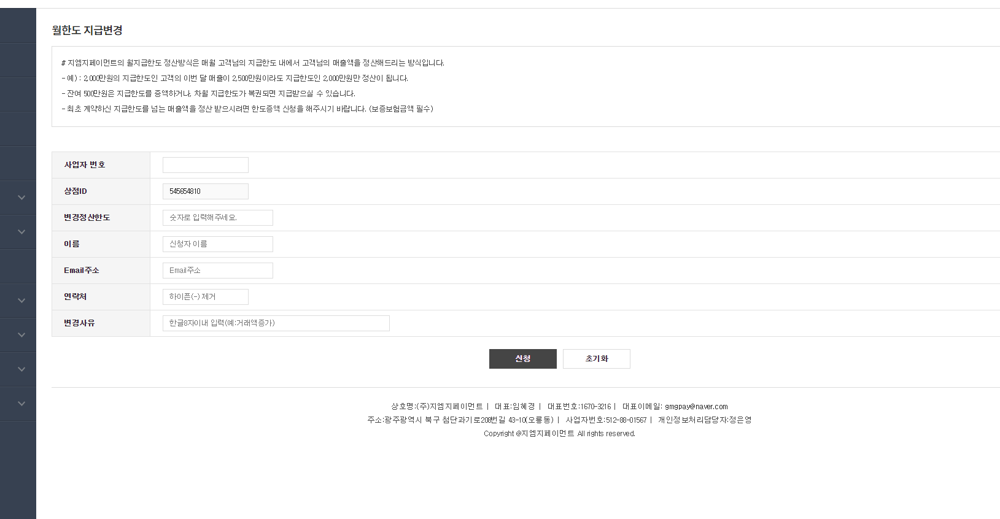 월한도 지급변경
# 지엠지페이먼트의 월지급한도 정산방식은 매월 고객님의 지급한도 내에서 고객님의 매출액을 정산해드리는 방식입니다.
- 예) : 2,000만원의 지급한도인 고객의 이번 달 매출이 2,500만원이라도 지급한도인 2,000만원만 정산이 됩니다.
- 잔여 500만원은 지급한도를 증액하거나, 차월 지급한도가 복권되면 지급받으실 수 있습니다.
- 최초 계약하신 지급한도를 넘는 매출액을 정산 받으시려면 한도증액 신청을 해주시기 바랍니다. (보증보험금액 필수)
사업자 번호
상점ID 545654810
변경정산한도 숫자로 입력해주세요.
이름 신청자 이름
Email주소 Email주소
연락처 하이픈(-) 제거
변경사유 한글8자이내 입력(예:거래액증가)
신청 초기화
상호명:(주)지엠지페이먼트 | 대표:임혜경 | 대표번호:1670-3216 | 대표이메일: gmgpay@naver.com
주소:광주광역시 북구 첨단과기로208번길 43-10(오룡동) | 사업자번호:512-88-01567 | 개인정보처리담당자:정은영
Copyright @지엠지페이먼트 All rights reserved.